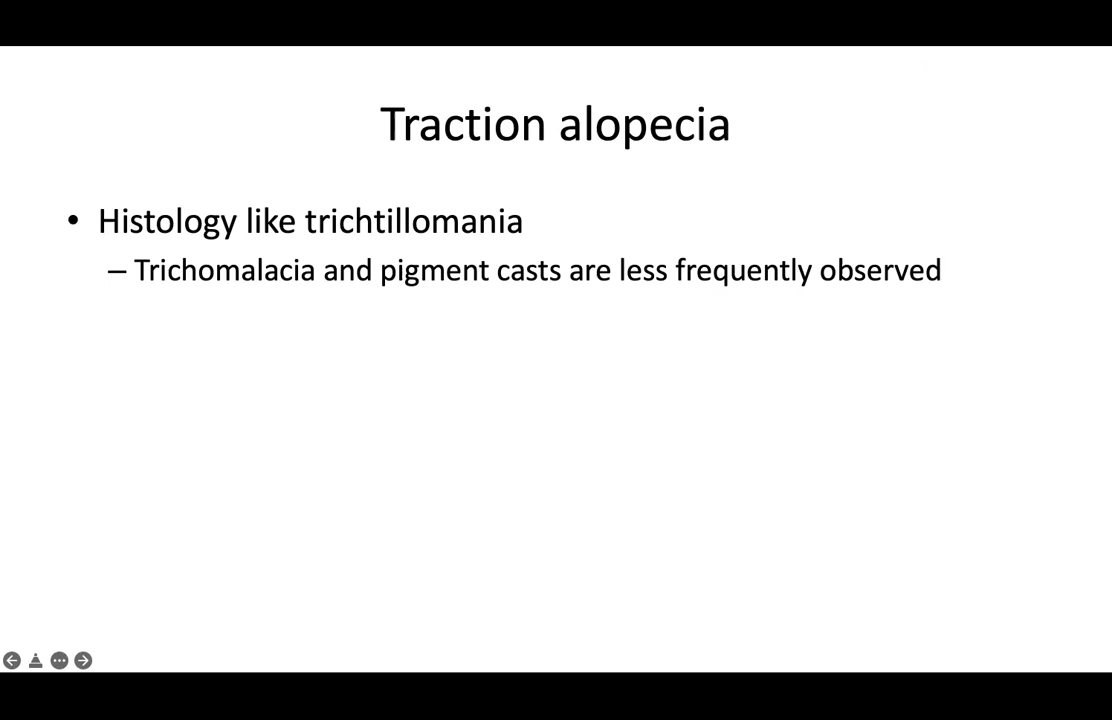 Traction alopecia
• Histology like trichtillomania
– Trichomalacia and pigment casts are less frequently observed